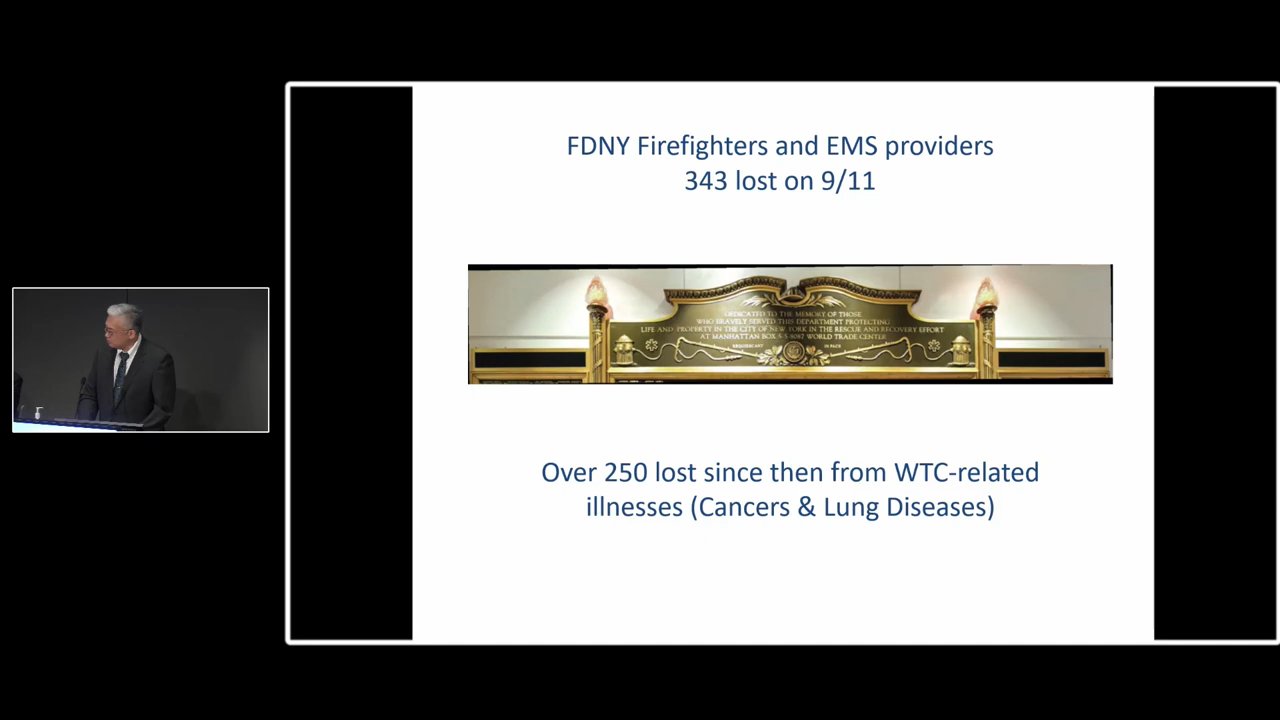 FDNY Firefighters and EMS providers
343 lost on 9/11
DEDICATED TO THE MEMORY OF THOSE
WHO BRAVELY SERVED THIS DEPARTMENT PROTECTING
LIFE AND PROPERTY IN THE CITY OF NEW YORK IN THE RESCUE AND RECOVERY EFFORT
AT MANHATTAN BOX 5-5-8087 WORLD TRADE CENTER
REQUIESCANT IN PACE
Over 250 lost since then from WTC-related
illnesses (Cancers & Lung Diseases)